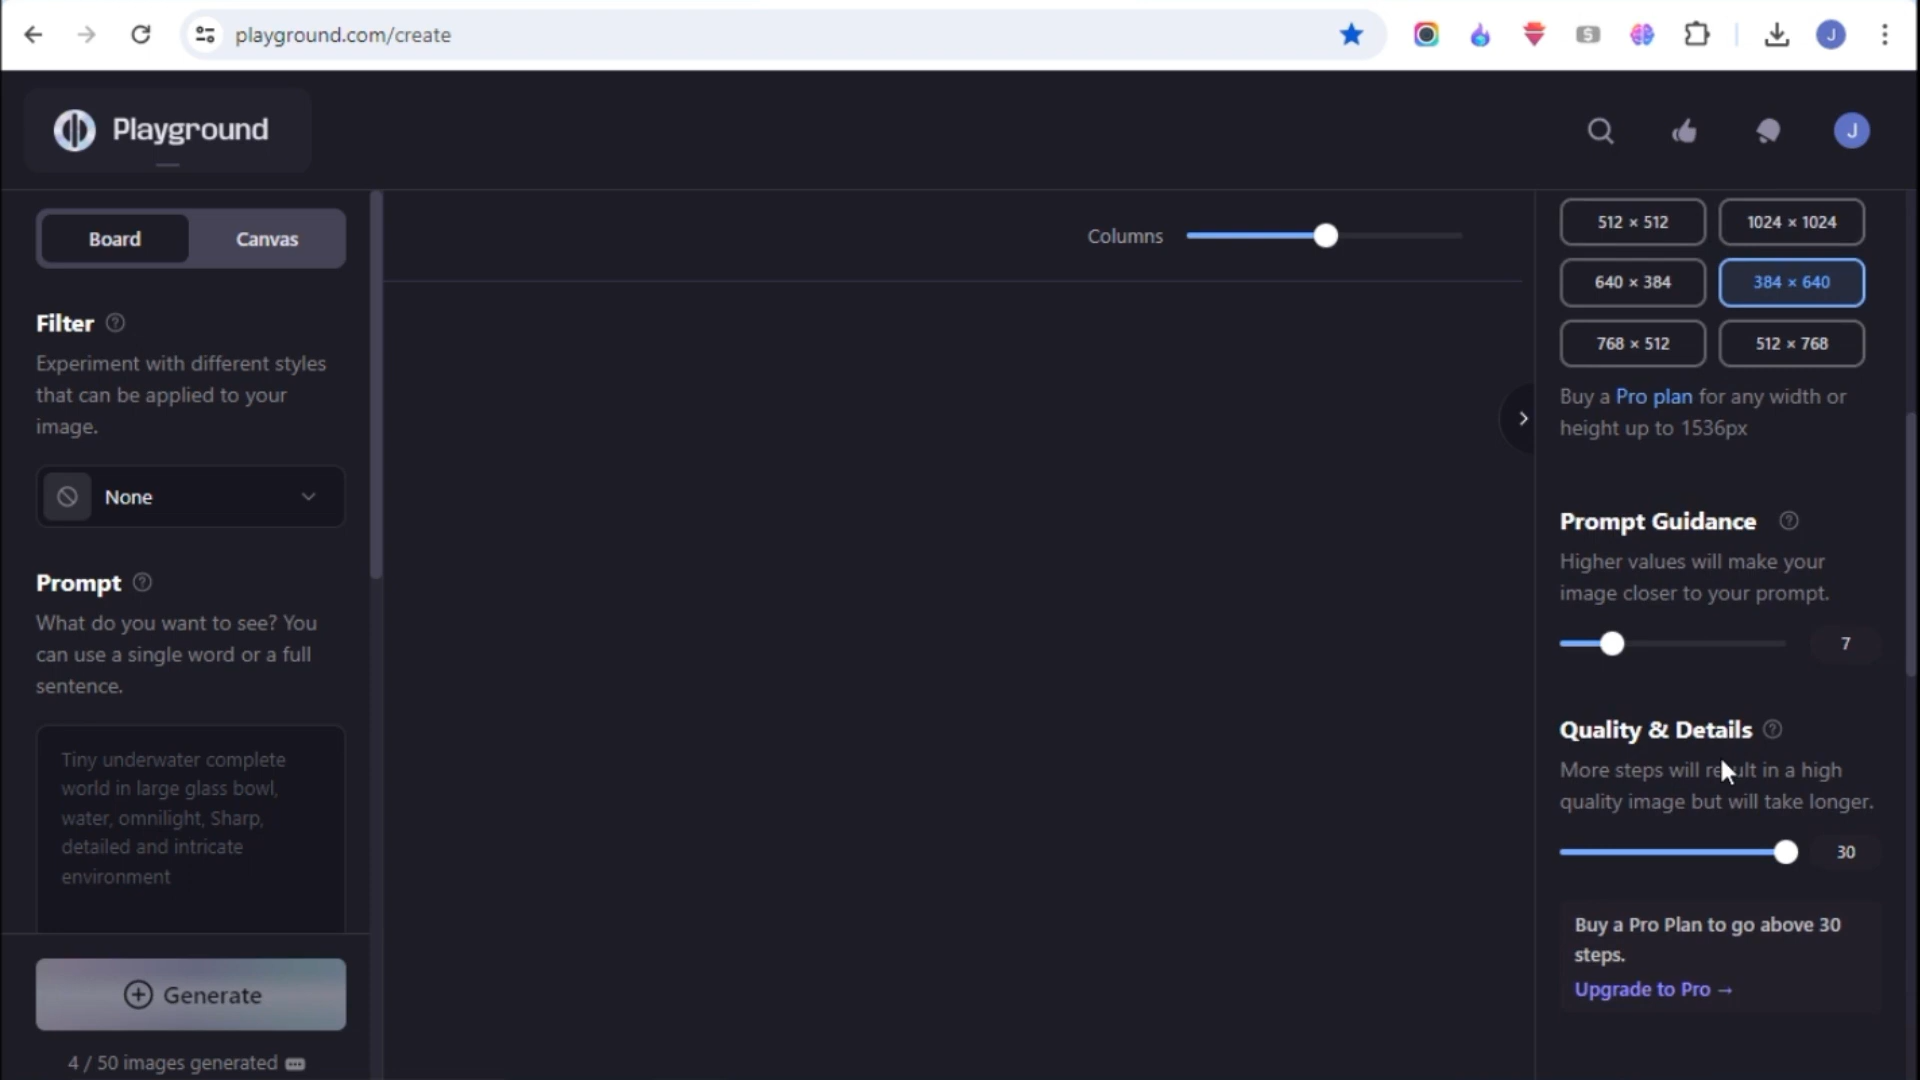 playground.com/create
S
J
Playground
J
Board
Canvas
Filter
Experiment with different styles
that can be applied to your
image.
None
Prompt
What do you want to see? You
can use a single word or a full
sentence.
Tiny underwater complete
world in large glass bowl,
water, omnilight, Sharp,
detailed and intricate
environment
Generate
4 / 50 images generated
Columns
512 × 512
1024 × 1024
640 × 384
384 × 640
768 × 512
512 × 768
Buy a Pro plan for any width or
height up to 1536px
Prompt Guidance
Higher values will make your
image closer to your prompt.
7
Quality & Details
More steps will result in a high
quality image but will take longer.
30
Buy a Pro Plan to go above 30
steps.
Upgrade to Pro →